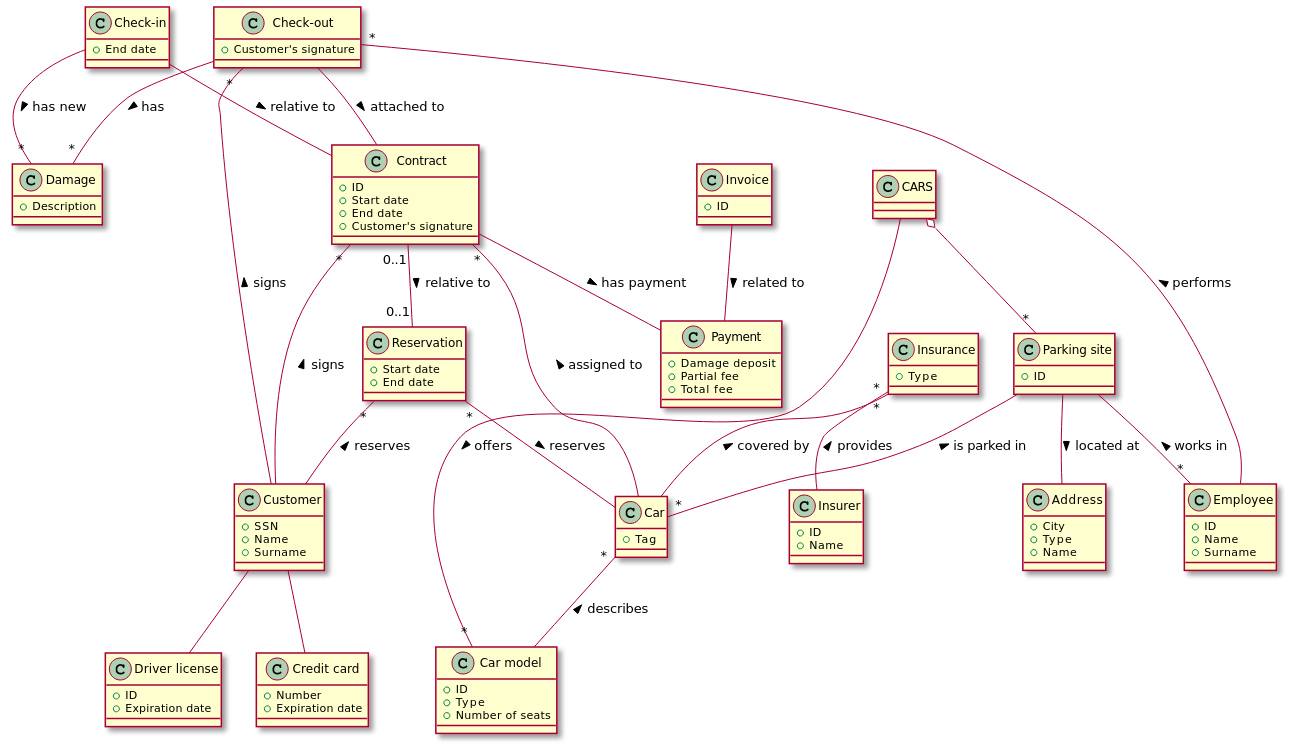 C Check-in
End date
C Check-out
Customer's signature
*
*
has new
has
relative to
attached to
*
*
C Damage
Description
C Contract
ID
Start date
End date
Customer's signature
C Invoice
ID
C CARS
*
0..1
*
signs
relative to
has payment
related to
performs
0..1
*
C Reservation
Start date
End date
C Payment
Damage deposit
Partial fee
Total fee
C Insurance
Type
C Parking site
ID
signs
assigned to
*
*
*
*
reserves
offers
reserves
covered by
provides
is parked in
located at
works in
*
C Customer
SSN
Name
Surname
C Car
Tag
*
C Insurer
ID
Name
C Address
City
Type
Name
C Employee
ID
Name
Surname
*
describes
*
C Driver license
ID
Expiration date
C Credit card
Number
Expiration date
C Car model
ID
Type
Number of seats